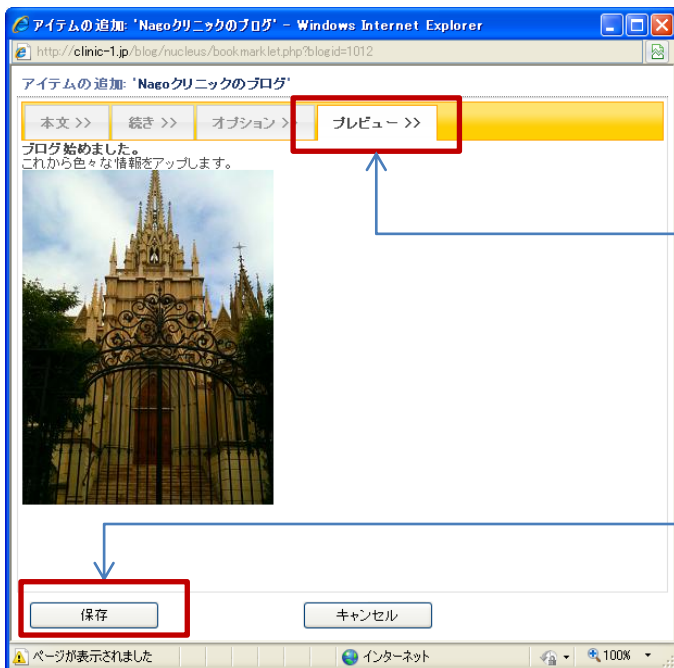 アイテムの追加: 'Nagoクリニックのブログ' - Windows Internet Explorer
http://clinic-1.jp/blog/nucleus/bookmarklet.php?blogid=1012
アイテムの追加: 'Nagoクリニックのブログ'
本文 >> 続き >> オプション >> プレビュー >>
ブログ始めました。
これから色々な情報をアップします。
保存 キャンセル
ページが表示されました インターネット 100%